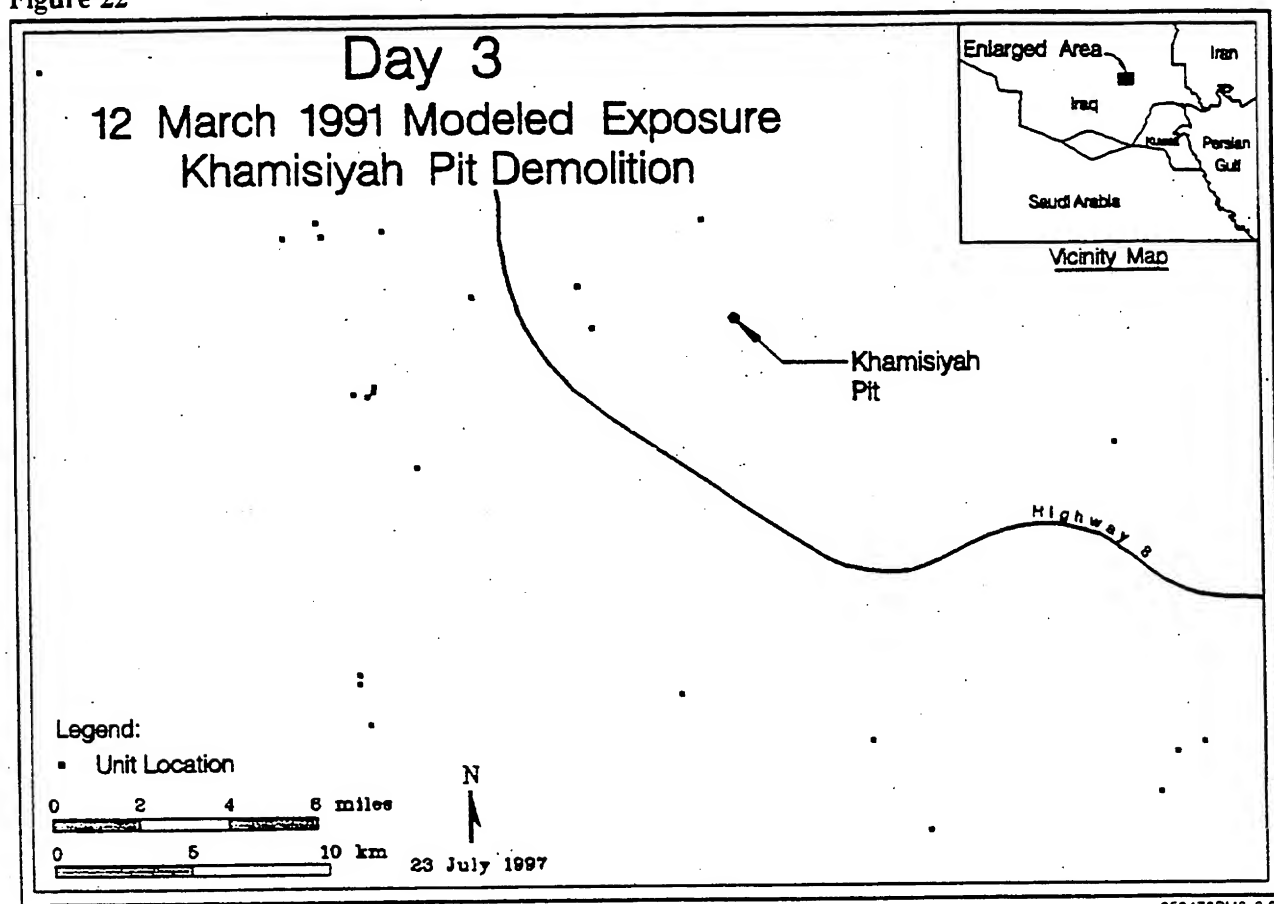 Figure 22
Day 3
12 March 1991 Modeled Exposure
Khamisiyah Pit Demolition
Enlarged Area
Iran
Iraq
Kuwait
Persian
Gulf
Saudi Arabia
Vicinity Map
Khamisiyah
Pit
Highway 8
Legend:
Unit Location
0 2 4 6 miles
0 5 10 km
N
23 July 1997